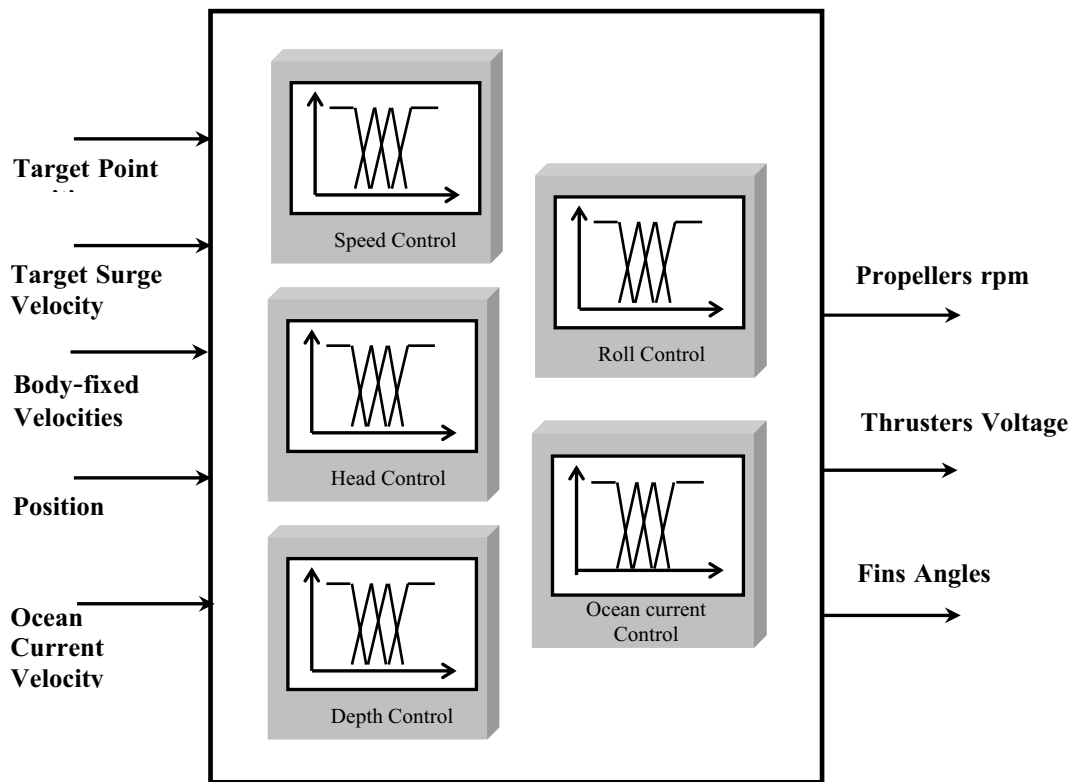 Target Point
Target Surge
Velocity
Body-fixed
Velocities
Position
Ocean
Current
Velocity
Speed Control
Head Control
Depth Control
Roll Control
Ocean current
Control
Propellers rpm
Thrusters Voltage
Fins Angles